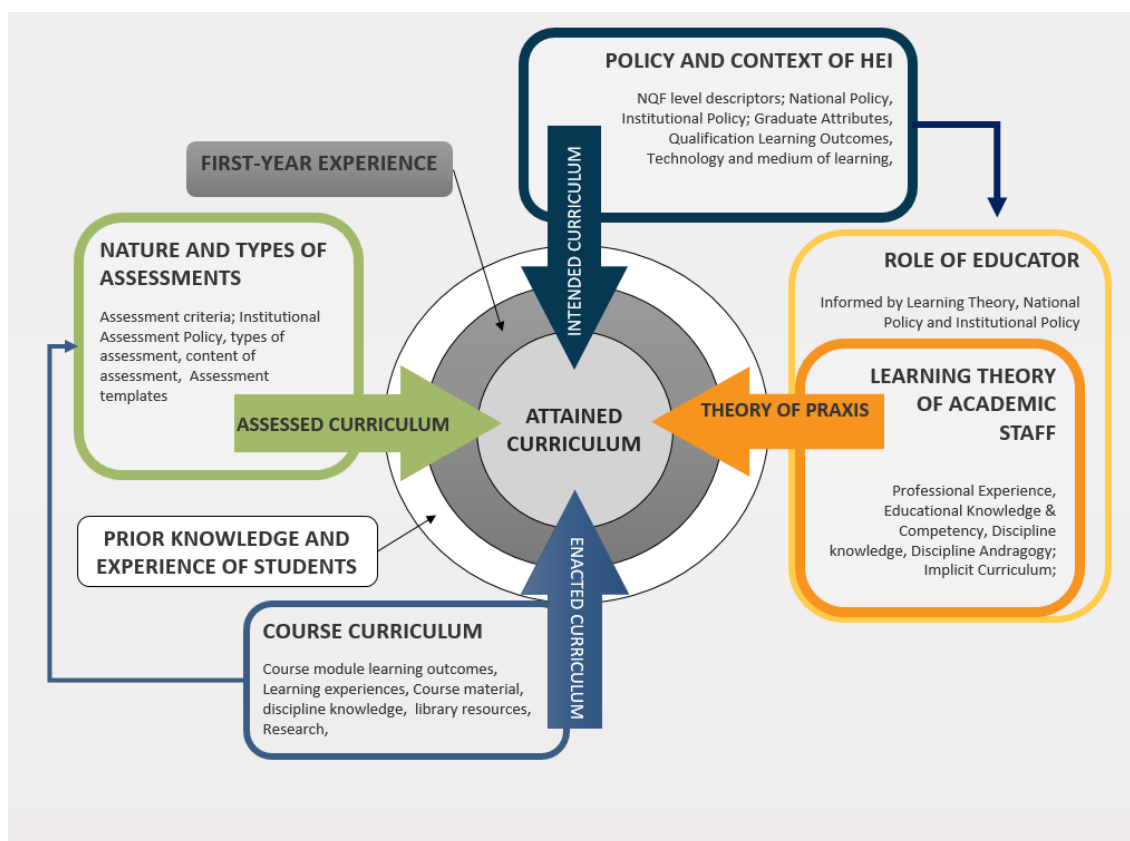 POLICY AND CONTEXT OF HEI
NQF level descriptors; National Policy,
Institutional Policy; Graduate Attributes,
Qualification Learning Outcomes,
Technology and medium of learning,
INTENDED CURRICULUM
FIRST-YEAR EXPERIENCE
NATURE AND TYPES OF
ASSESSMENTS
Assessment criteria; Institutional
Assessment Policy, types of
assessment, content of
assessment,  Assessment
templates
ASSESSED CURRICULUM
ATTAINED
CURRICULUM
ROLE OF EDUCATOR
Informed by Learning Theory, National
Policy and Institutional Policy
THEORY OF PRAXIS
LEARNING THEORY
OF ACADEMIC
STAFF
Professional Experience,
Educational Knowledge &
Competency, Discipline
knowledge, Discipline Andragogy;
Implicit Curriculum;
PRIOR KNOWLEDGE AND
EXPERIENCE OF STUDENTS
ENACTED CURRICULUM
COURSE CURRICULUM
Course module learning outcomes,
Learning experiences, Course material,
discipline knowledge,  library resources,
Research,